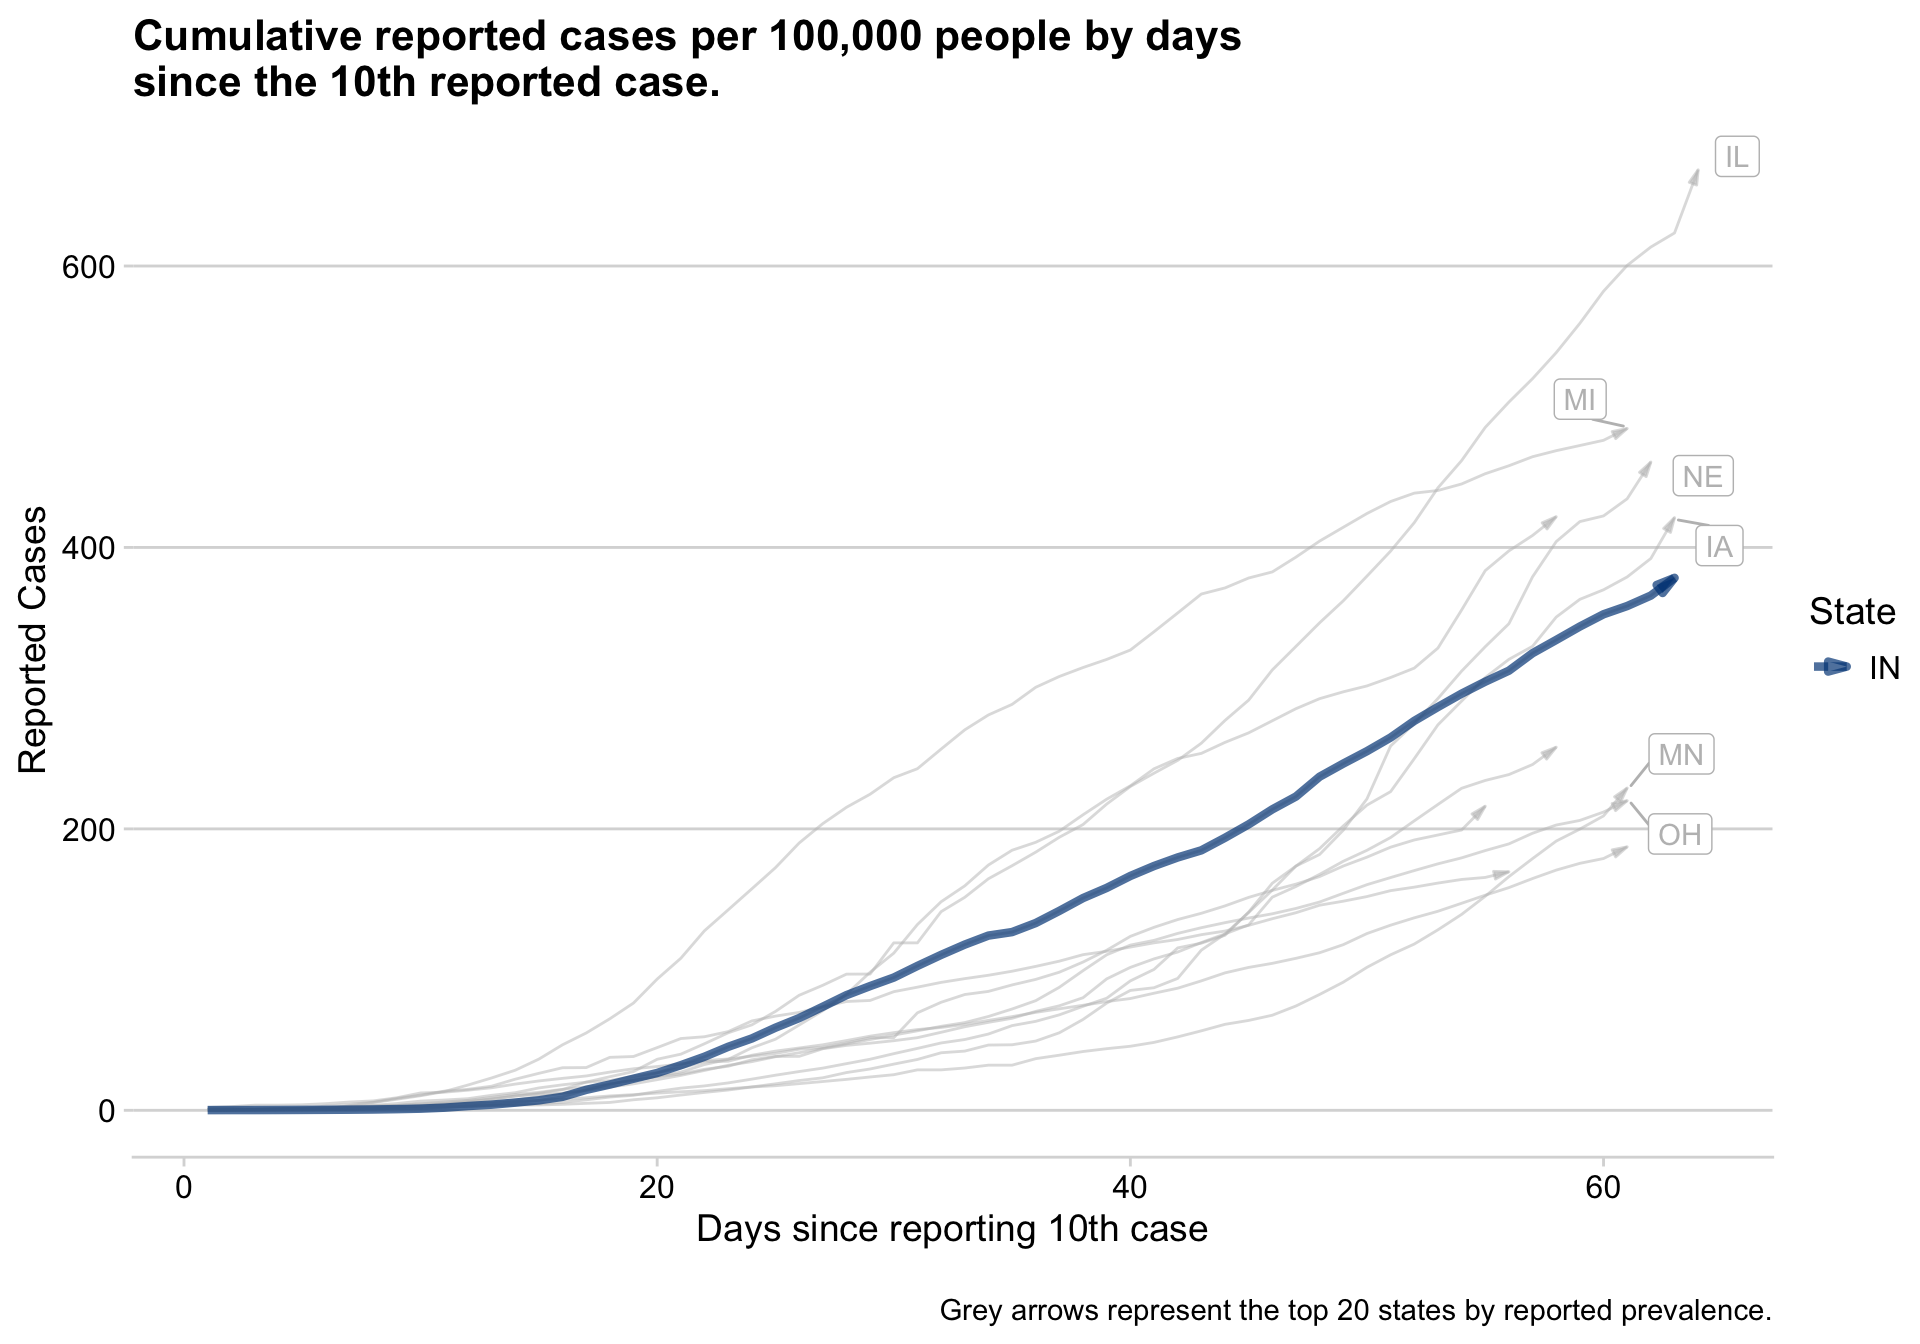 Cumulative reported cases per 100,000 people by days
since the 10th reported case.
IL
600
MI
NE
400
IA
Reported Cases
State
IN
MN
200
OH
0
0 20 40 60
Days since reporting 10th case
Grey arrows represent the top 20 states by reported prevalence.